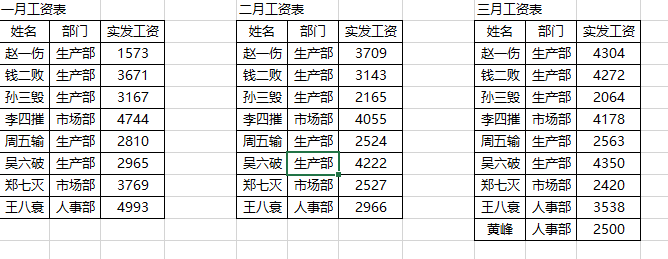 一月工资表 二月工资表 三月工资表
姓名 部门 实发工资 姓名 部门 实发工资 姓名 部门 实发工资
赵一伤 生产部 1573 赵一伤 生产部 3709 赵一伤 生产部 4304
钱二败 生产部 3671 钱二败 生产部 3143 钱二败 生产部 4272
孙三毁 生产部 3167 孙三毁 生产部 2165 孙三毁 生产部 2064
李四摧 市场部 4744 李四摧 市场部 4055 李四摧 市场部 4178
周五输 生产部 2810 周五输 生产部 2524 周五输 生产部 2563
吴六破 生产部 2965 吴六破 生产部 4222 吴六破 生产部 4350
郑七灭 市场部 3769 郑七灭 市场部 2527 郑七灭 市场部 2420
王八衰 人事部 4993 王八衰 人事部 2966 王八衰 人事部 3538
黄峰 人事部 2500